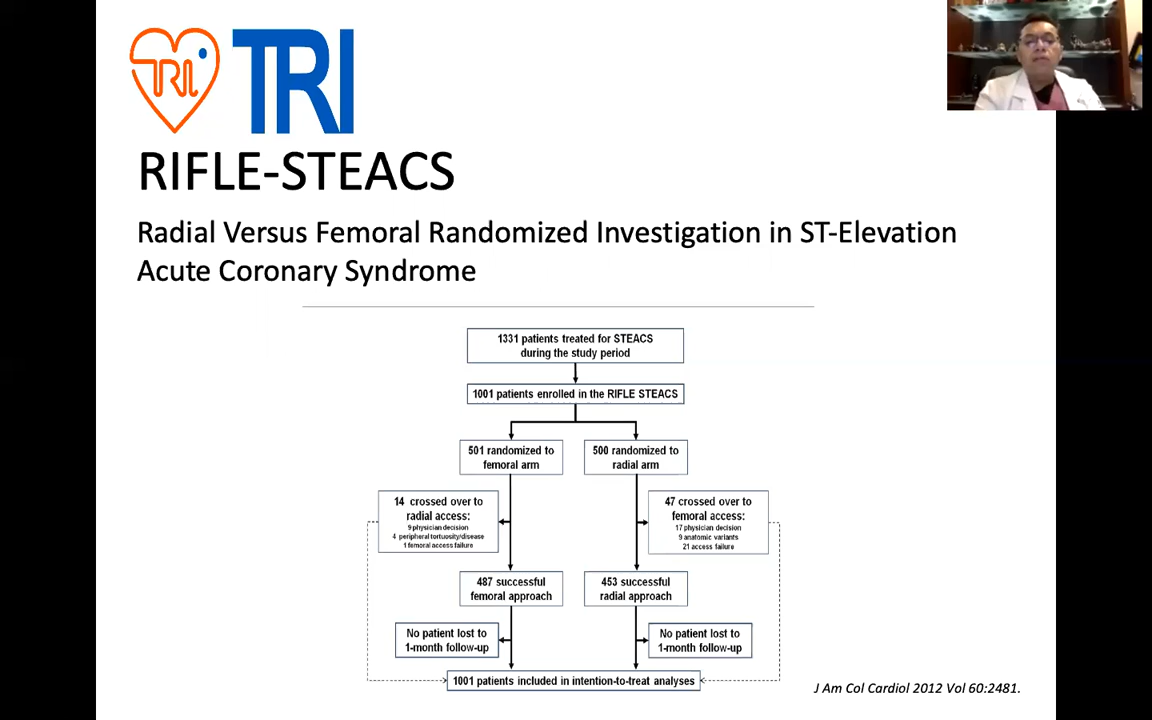 TRI TRI
RIFLE-STEACS
Radial Versus Femoral Randomized Investigation in ST-Elevation
Acute Coronary Syndrome
1331 patients treated for STEACS
during the study period
1001 patients enrolled in the RIFLE STEACS
501 randomized to
femoral arm
500 randomized to
radial arm
14 crossed over to
radial access:
9 physician decision
4 peripheral tortuosity/disease
1 femoral access failure
47 crossed over to
femoral access:
17 physician decision
9 anatomic variants
21 access failure
487 successful
femoral approach
453 successful
radial approach
No patient lost to
1-month follow-up
No patient lost to
1-month follow-up
1001 patients included in intention-to-treat analyses
J Am Col Cardiol 2012 Vol 60:2481.